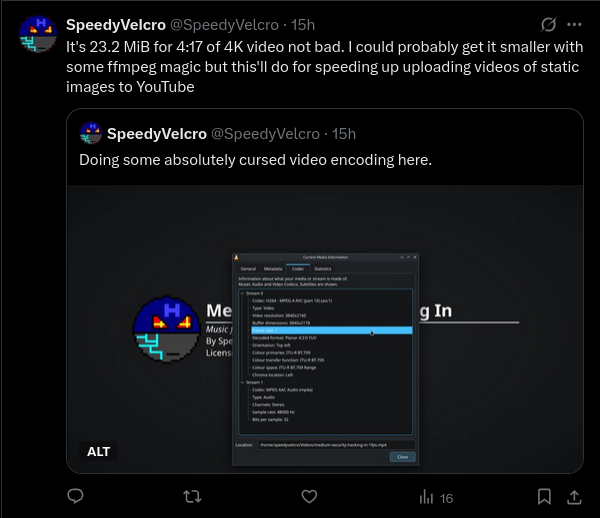 SpeedyVelcro @SpeedyVelcro · 15h
It's 23.2 MiB for 4:17 of 4K video not bad. I could probably get it smaller with
some ffmpeg magic but this'll do for speeding up uploading videos of static
images to YouTube
SpeedyVelcro @SpeedyVelcro · 15h
Doing some absolutely cursed video encoding here.
Current Media Information
General Metadata Codec Statistics
Information about what your media or stream is made of.
Muxer, Audio and Video Codecs, Subtitles are shown.
Stream 0
Codec: H264 - MPEG-4 AVC (part 10) (avc1)
Type: Video
Video resolution: 3840x2160
Buffer dimensions: 3840x2176
Decoded format: Planar 4:2:0 YUV
Orientation: Top left
Colour primaries: ITU-R BT.709
Colour transfer function: ITU-R BT.709
Colour space: ITU-R BT.709 Range
Chroma location: Left
Stream 1
Codec: MPEG AAC Audio (mp4a)
Type: Audio
Channels: Stereo
Sample rate: 48000 Hz
Bits per sample: 32
Me
g In
Music
By Spe
Licens
Location: /home/speedyvelcro/Videos/medium-security-hacking-in-1fps.mp4
Close
ALT
16